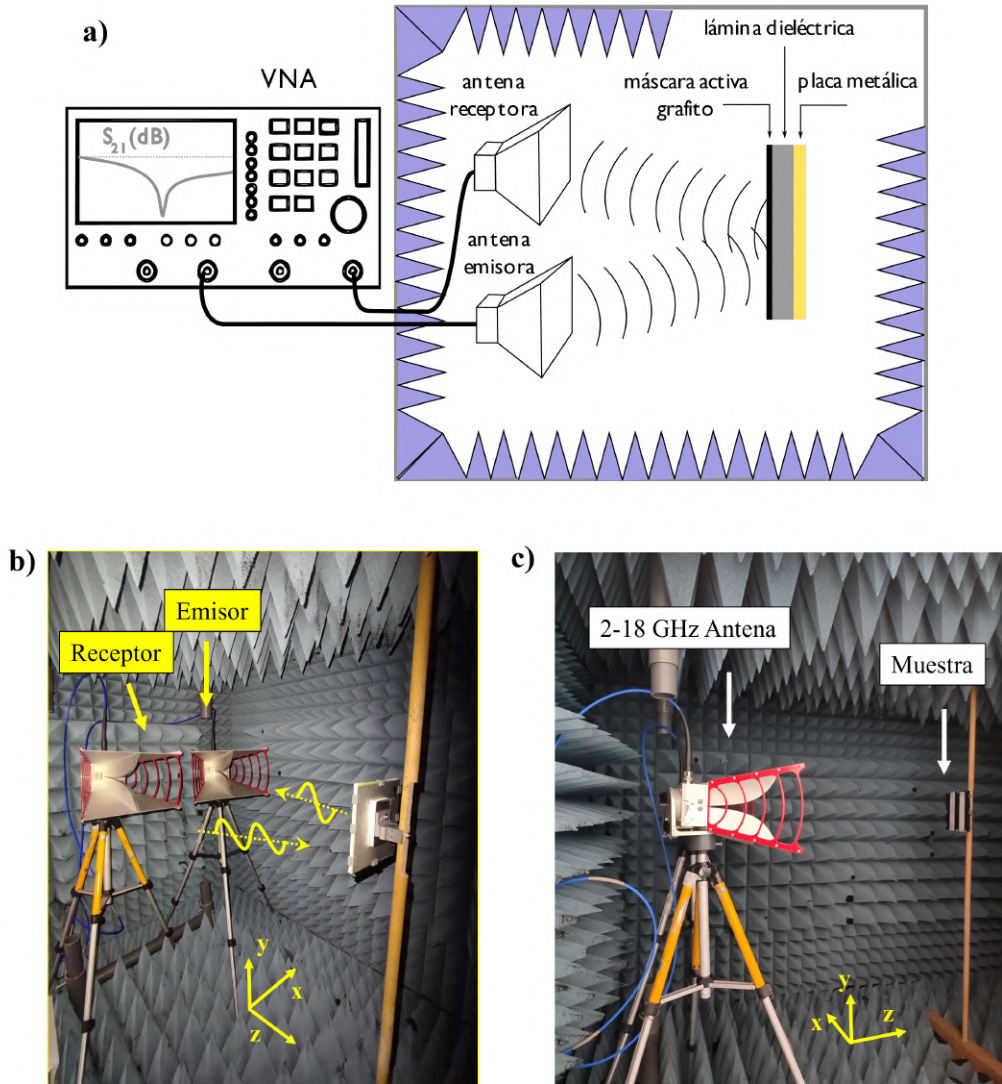 a)
VNA
S21(dB)
antena
receptora
antena
emisora
lámina dieléctrica
máscara activa
grafito
placa metálica
b)
Emisor
Receptor
y
x
z
c)
2-18 GHz Antena
Muestra
y
x
z